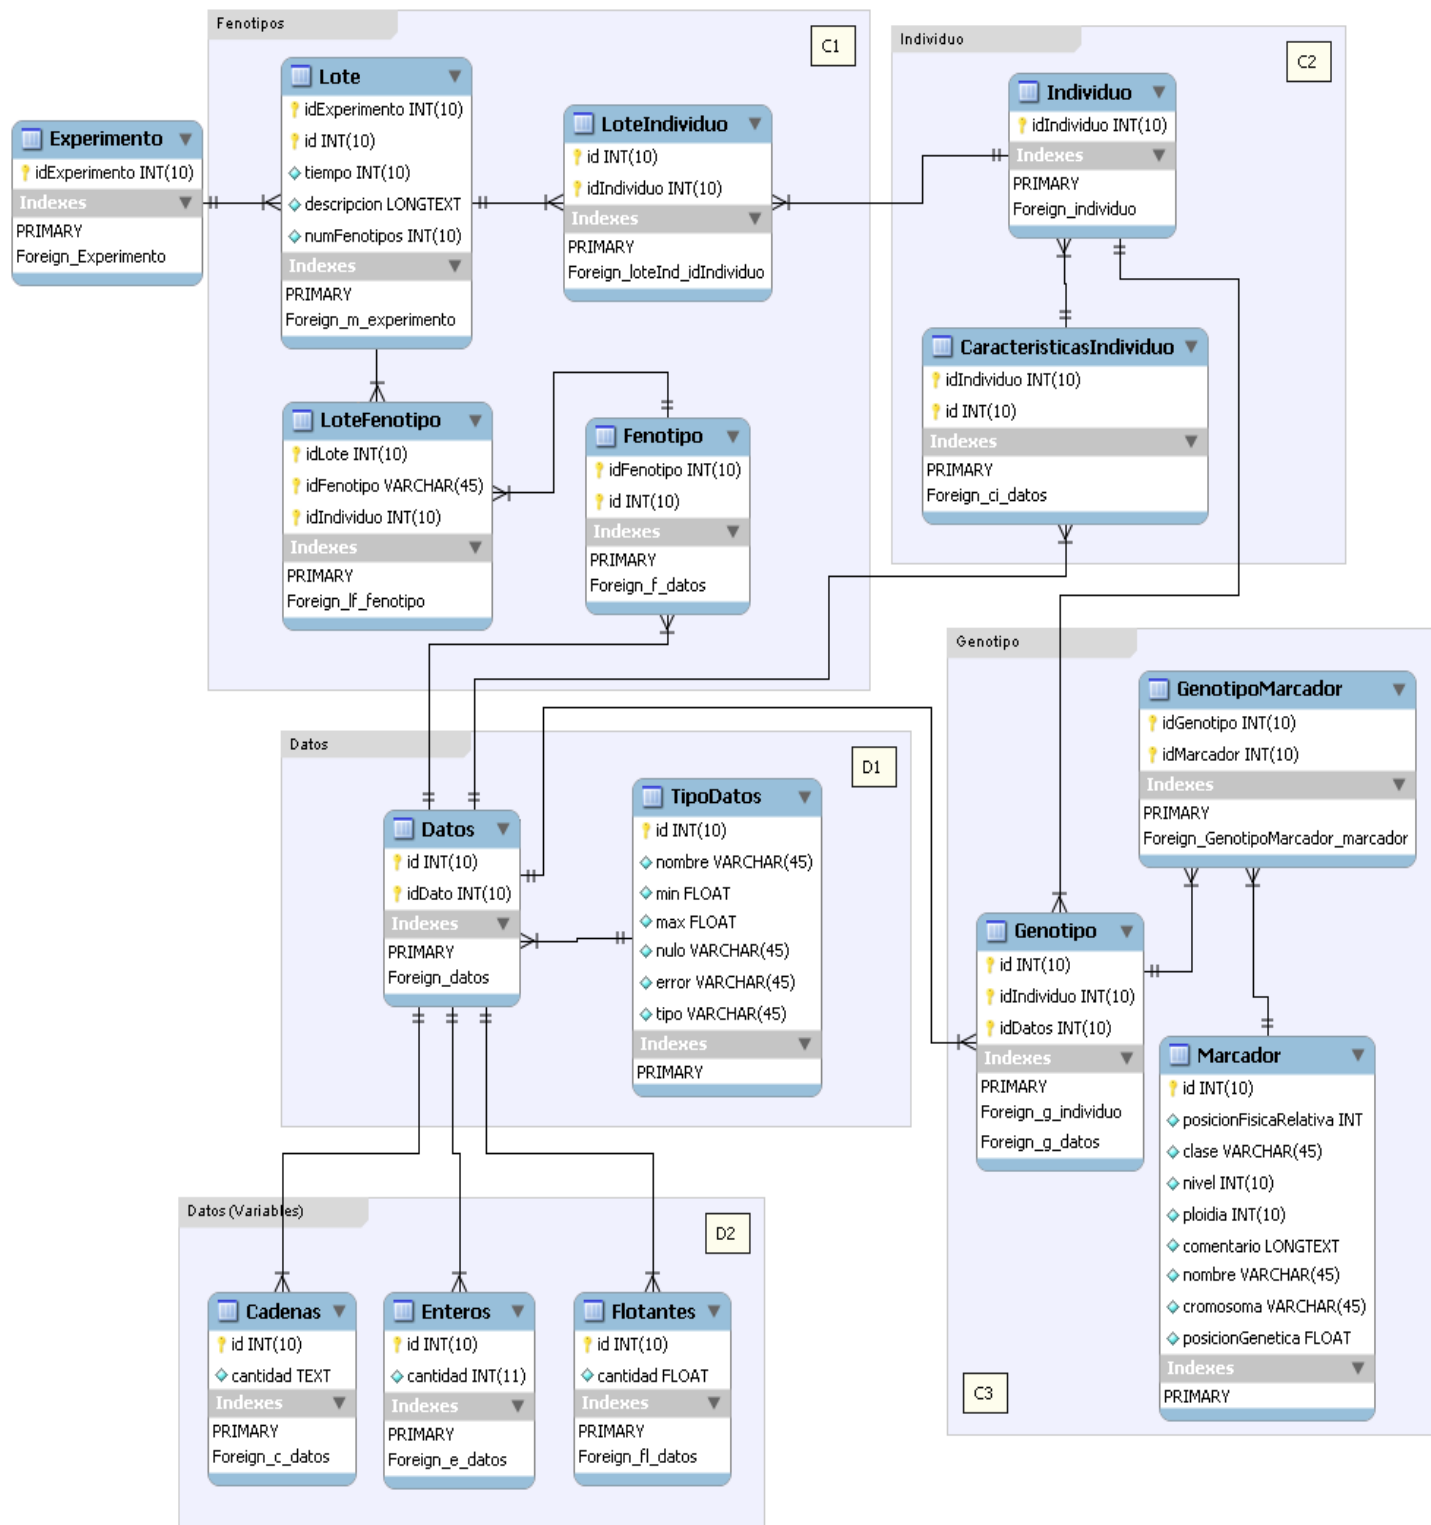 Fenotipos
C1
Lote
idExperimento INT(10)
id INT(10)
tiempo INT(10)
descripcion LONGTEXT
numFenotipos INT(10)
Indexes
PRIMARY
Foreign_m_experimento
LoteIndividuo
id INT(10)
idIndividuo INT(10)
Indexes
PRIMARY
Foreign_loteInd_idIndividuo
Experimento
idExperimento INT(10)
Indexes
PRIMARY
Foreign_Experimento
LoteFenotipo
idLote INT(10)
idFenotipo VARCHAR(45)
idIndividuo INT(10)
Indexes
PRIMARY
Foreign_lf_fenotipo
Fenotipo
idFenotipo INT(10)
id INT(10)
Indexes
PRIMARY
Foreign_f_datos
Individuo
C2
Individuo
idIndividuo INT(10)
Indexes
PRIMARY
Foreign_individuo
CaracteristicasIndividuo
idIndividuo INT(10)
id INT(10)
Indexes
PRIMARY
Foreign_ci_datos
Datos
D1
Datos
id INT(10)
idDato INT(10)
Indexes
PRIMARY
Foreign_datos
TipoDatos
id INT(10)
nombre VARCHAR(45)
min FLOAT
max FLOAT
nulo VARCHAR(45)
error VARCHAR(45)
tipo VARCHAR(45)
Indexes
PRIMARY
Genotipo
GenotipoMarcador
idGenotipo INT(10)
idMarcador INT(10)
Indexes
PRIMARY
Foreign_GenotipoMarcador_marcador
Genotipo
id INT(10)
idIndividuo INT(10)
idDatos INT(10)
Indexes
PRIMARY
Foreign_g_individuo
Foreign_g_datos
Marcador
id INT(10)
posicionFisicaRelativa INT
clase VARCHAR(45)
nivel INT(10)
ploidia INT(10)
comentario LONGTEXT
nombre VARCHAR(45)
cromosoma VARCHAR(45)
posicionGenetica FLOAT
Indexes
PRIMARY
C3
Datos (Variables)
D2
Cadenas
id INT(10)
cantidad TEXT
Indexes
PRIMARY
Foreign_c_datos
Enteros
id INT(10)
cantidad INT(11)
Indexes
PRIMARY
Foreign_e_datos
Flotantes
id INT(10)
cantidad FLOAT
Indexes
PRIMARY
Foreign_fl_datos